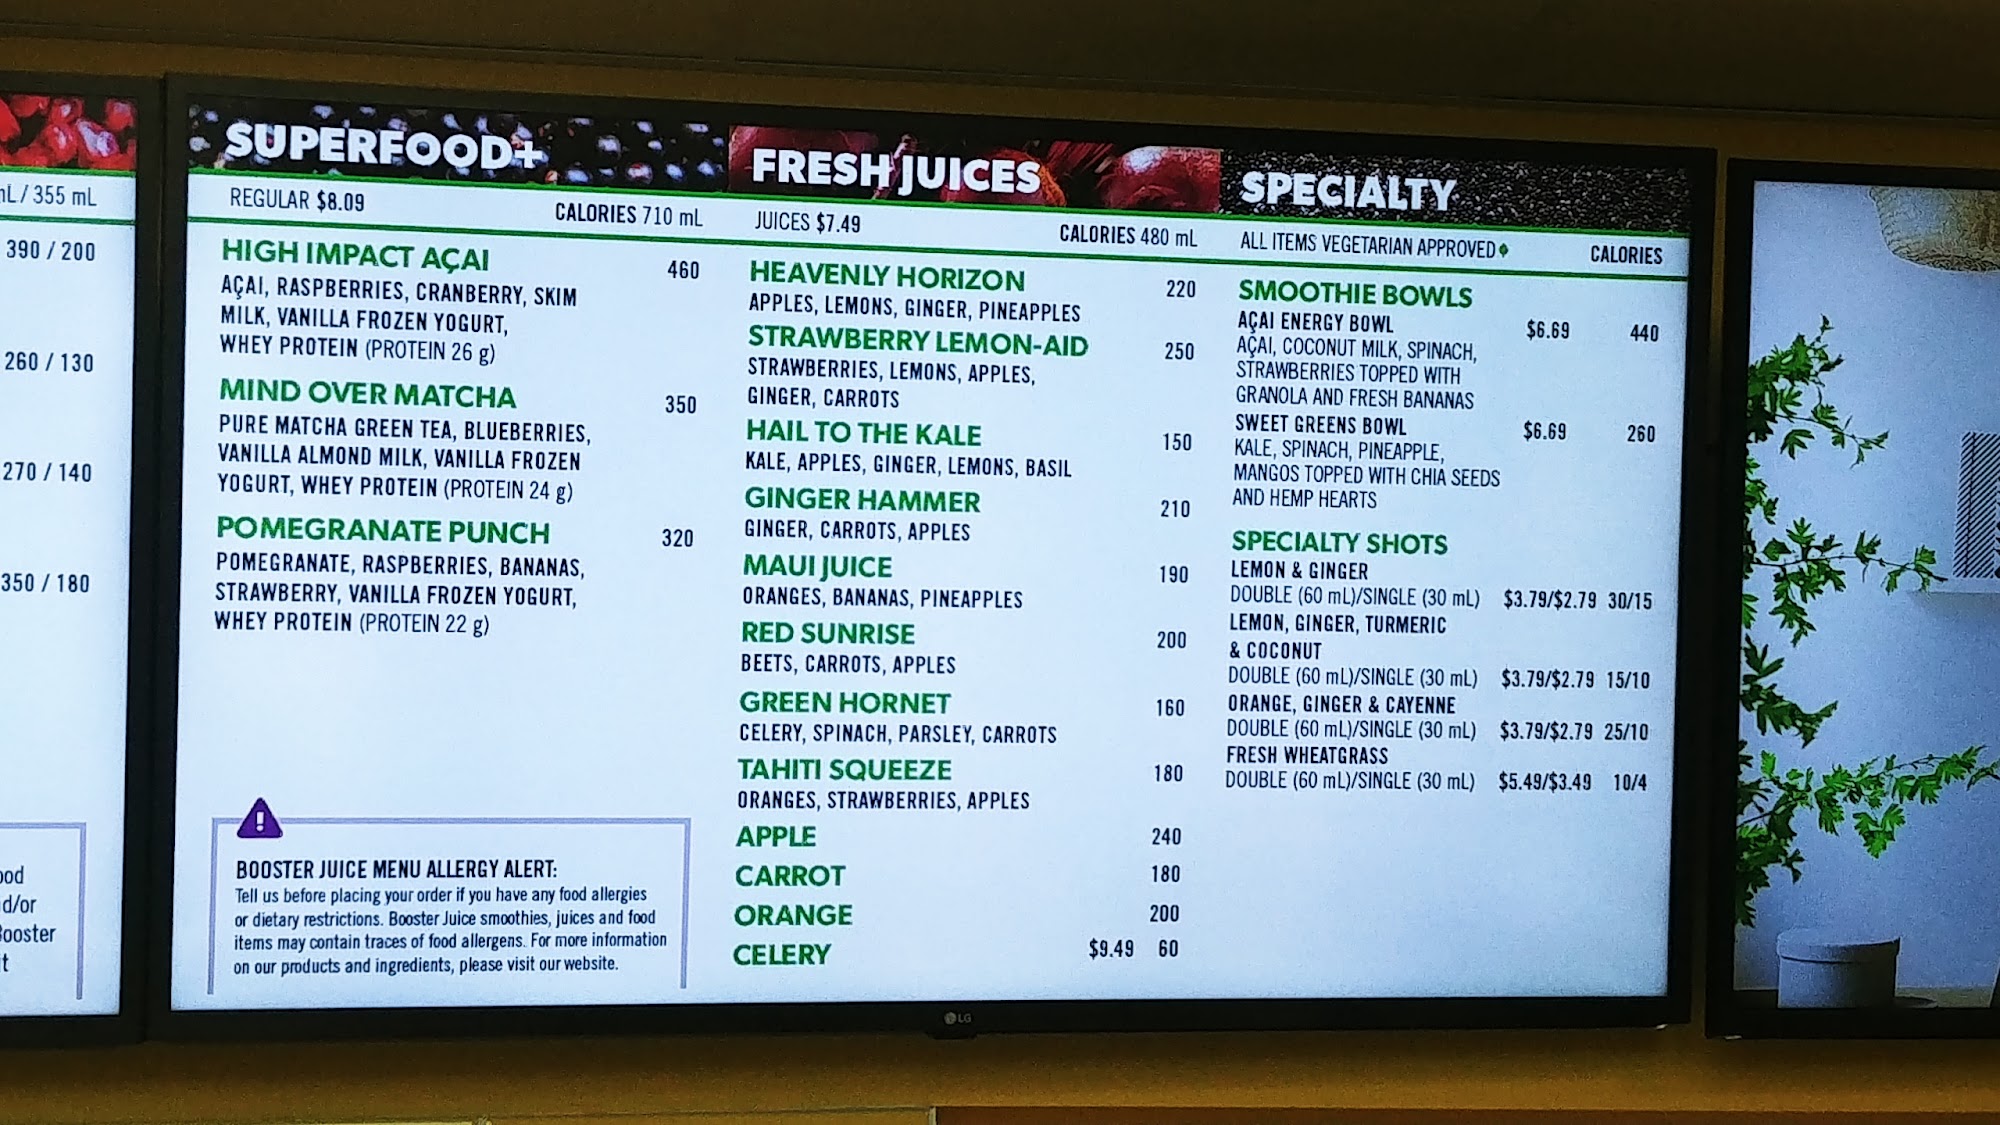 mL / 355 mL
390 / 200
260 / 130
270 / 140
350 / 180
ood
d/or
Booster
t
SUPERFOOD+
REGULAR $8.09
CALORIES 710 mL
HIGH IMPACT AÇAI
460
AÇAI, RASPBERRIES, CRANBERRY, SKIM
MILK, VANILLA FROZEN YOGURT,
WHEY PROTEIN (PROTEIN 26 g)
MIND OVER MATCHA
350
PURE MATCHA GREEN TEA, BLUEBERRIES,
VANILLA ALMOND MILK, VANILLA FROZEN
YOGURT, WHEY PROTEIN (PROTEIN 24 g)
POMEGRANATE PUNCH
320
POMEGRANATE, RASPBERRIES, BANANAS,
STRAWBERRY, VANILLA FROZEN YOGURT,
WHEY PROTEIN (PROTEIN 22 g)
BOOSTER JUICE MENU ALLERGY ALERT:
Tell us before placing your order if you have any food allergies
or dietary restrictions. Booster Juice smoothies, juices and food
items may contain traces of food allergens. For more information
on our products and ingredients, please visit our website.
FRESH JUICES
JUICES $7.49
CALORIES 480 mL
HEAVENLY HORIZON
220
APPLES, LEMONS, GINGER, PINEAPPLES
STRAWBERRY LEMON-AID
250
STRAWBERRIES, LEMONS, APPLES,
GINGER, CARROTS
HAIL TO THE KALE
150
KALE, APPLES, GINGER, LEMONS, BASIL
GINGER HAMMER
210
GINGER, CARROTS, APPLES
MAUI JUICE
190
ORANGES, BANANAS, PINEAPPLES
RED SUNRISE
200
BEETS, CARROTS, APPLES
GREEN HORNET
160
CELERY, SPINACH, PARSLEY, CARROTS
TAHITI SQUEEZE
180
ORANGES, STRAWBERRIES, APPLES
APPLE 240
CARROT 180
ORANGE 200
CELERY $9.49 60
SPECIALTY
ALL ITEMS VEGETARIAN APPROVED
CALORIES
SMOOTHIE BOWLS
AÇAI ENERGY BOWL $6.69 440
AÇAI, COCONUT MILK, SPINACH,
STRAWBERRIES TOPPED WITH
GRANOLA AND FRESH BANANAS
SWEET GREENS BOWL $6.69 260
KALE, SPINACH, PINEAPPLE,
MANGOS TOPPED WITH CHIA SEEDS
AND HEMP HEARTS
SPECIALTY SHOTS
LEMON & GINGER
DOUBLE (60 mL)/SINGLE (30 mL) $3.79/$2.79 30/15
LEMON, GINGER, TURMERIC
& COCONUT
DOUBLE (60 mL)/SINGLE (30 mL) $3.79/$2.79 15/10
ORANGE, GINGER & CAYENNE
DOUBLE (60 mL)/SINGLE (30 mL) $3.79/$2.79 25/10
FRESH WHEATGRASS
DOUBLE (60 mL)/SINGLE (30 mL) $5.49/$3.49 10/4
LG